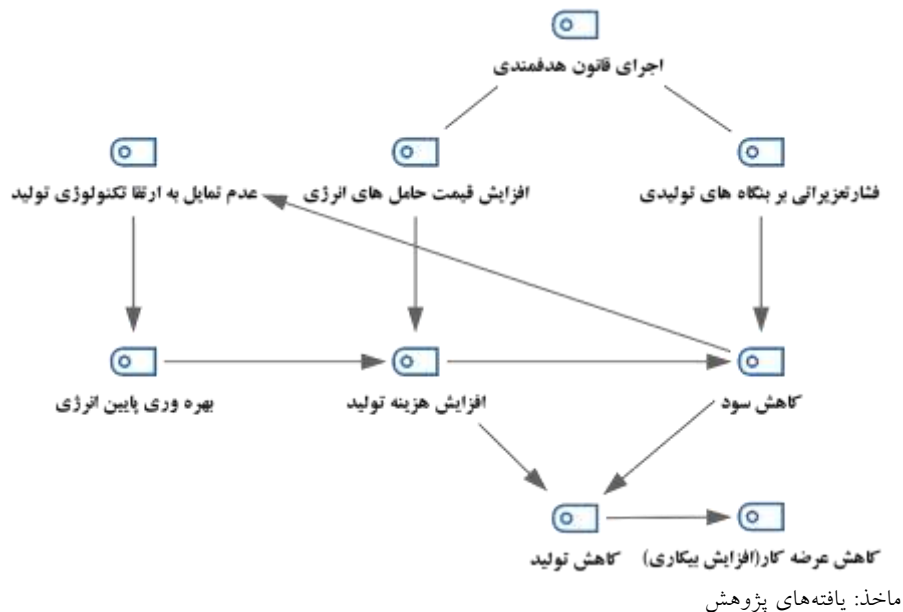 اجرای قانون هدفمندی
فشارتعزیراتی بر بنگاه های تولیدی
افزایش قیمت حامل های انرژی
عدم تمایل به ارتقا تکنولوژی تولید
کاهش سود
افزایش هزینه تولید
بهره وری پایین انرژی
کاهش عرضه کار(افزایش بیکاری)
کاهش تولید
ماخذ: یافته‌های پژوهش